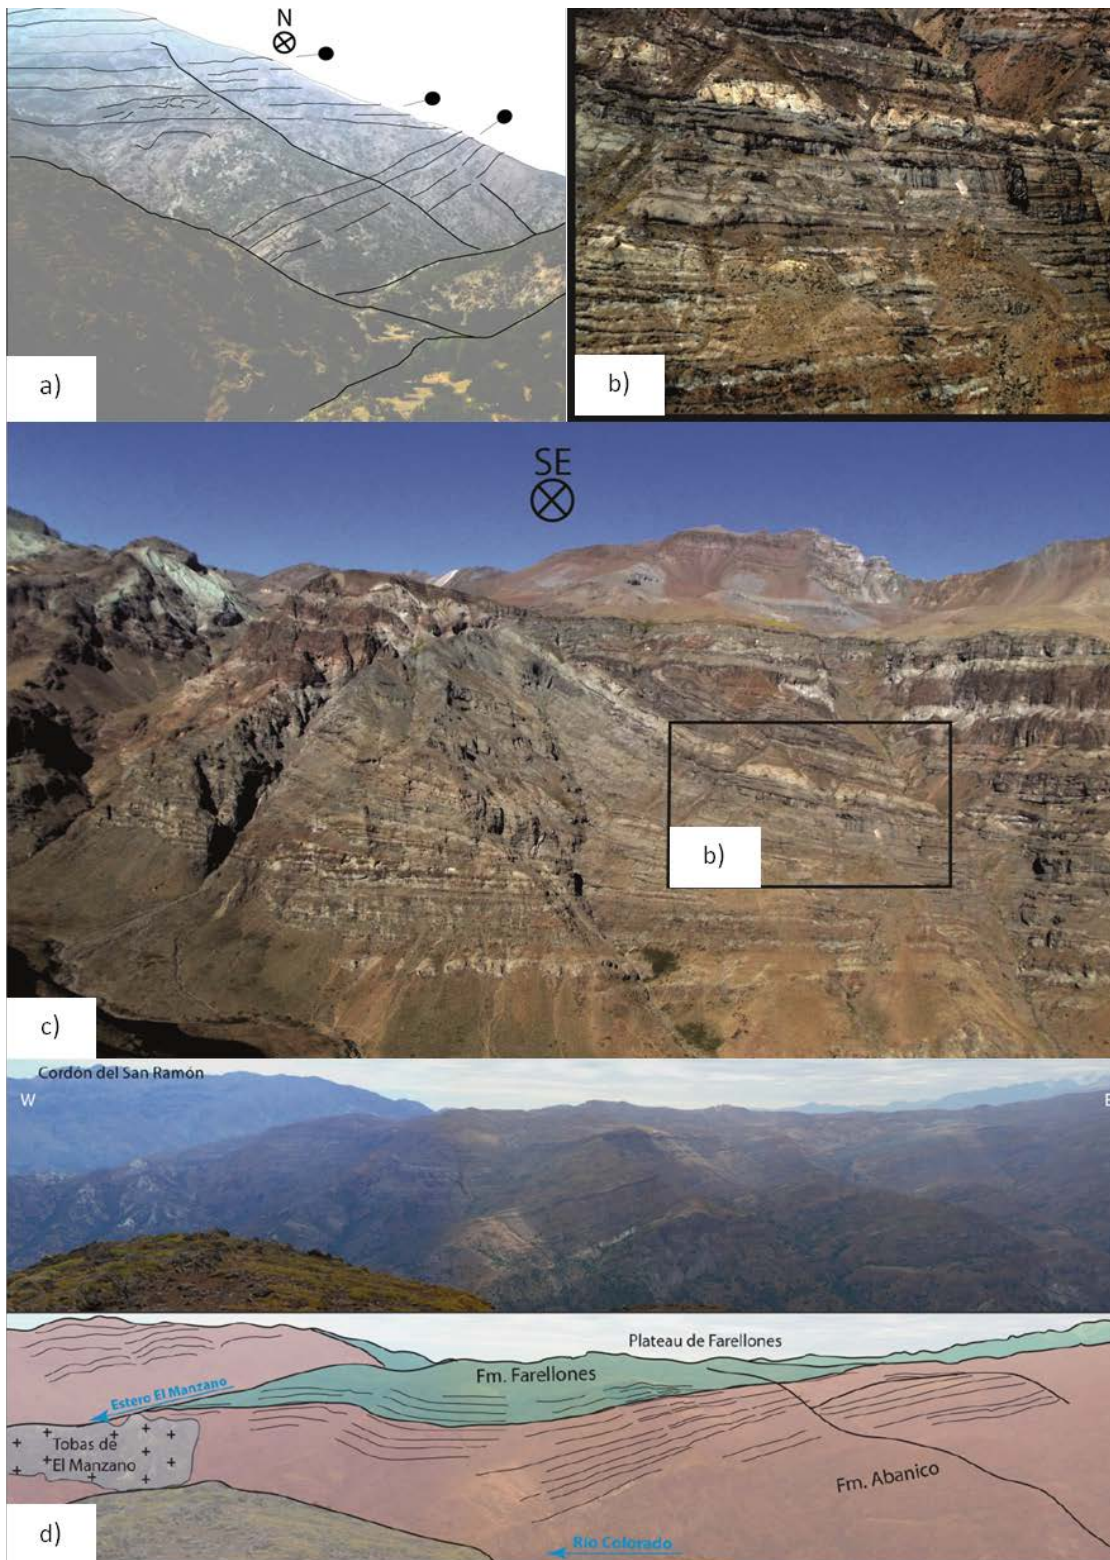 N
a)
b)
SE
b)
c)
Cordón del San Ramón
W
E
Plateau de Farellones
Fm. Farellones
Estero El Manzano
Tobas de
El Manzano
Fm. Abanico
Río Colorado
d)